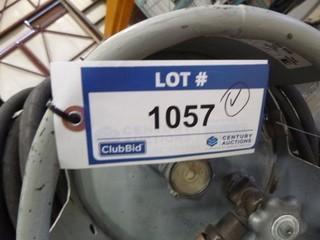 LOT #
1057
ClubBid
CENTURY
AUCTIONS